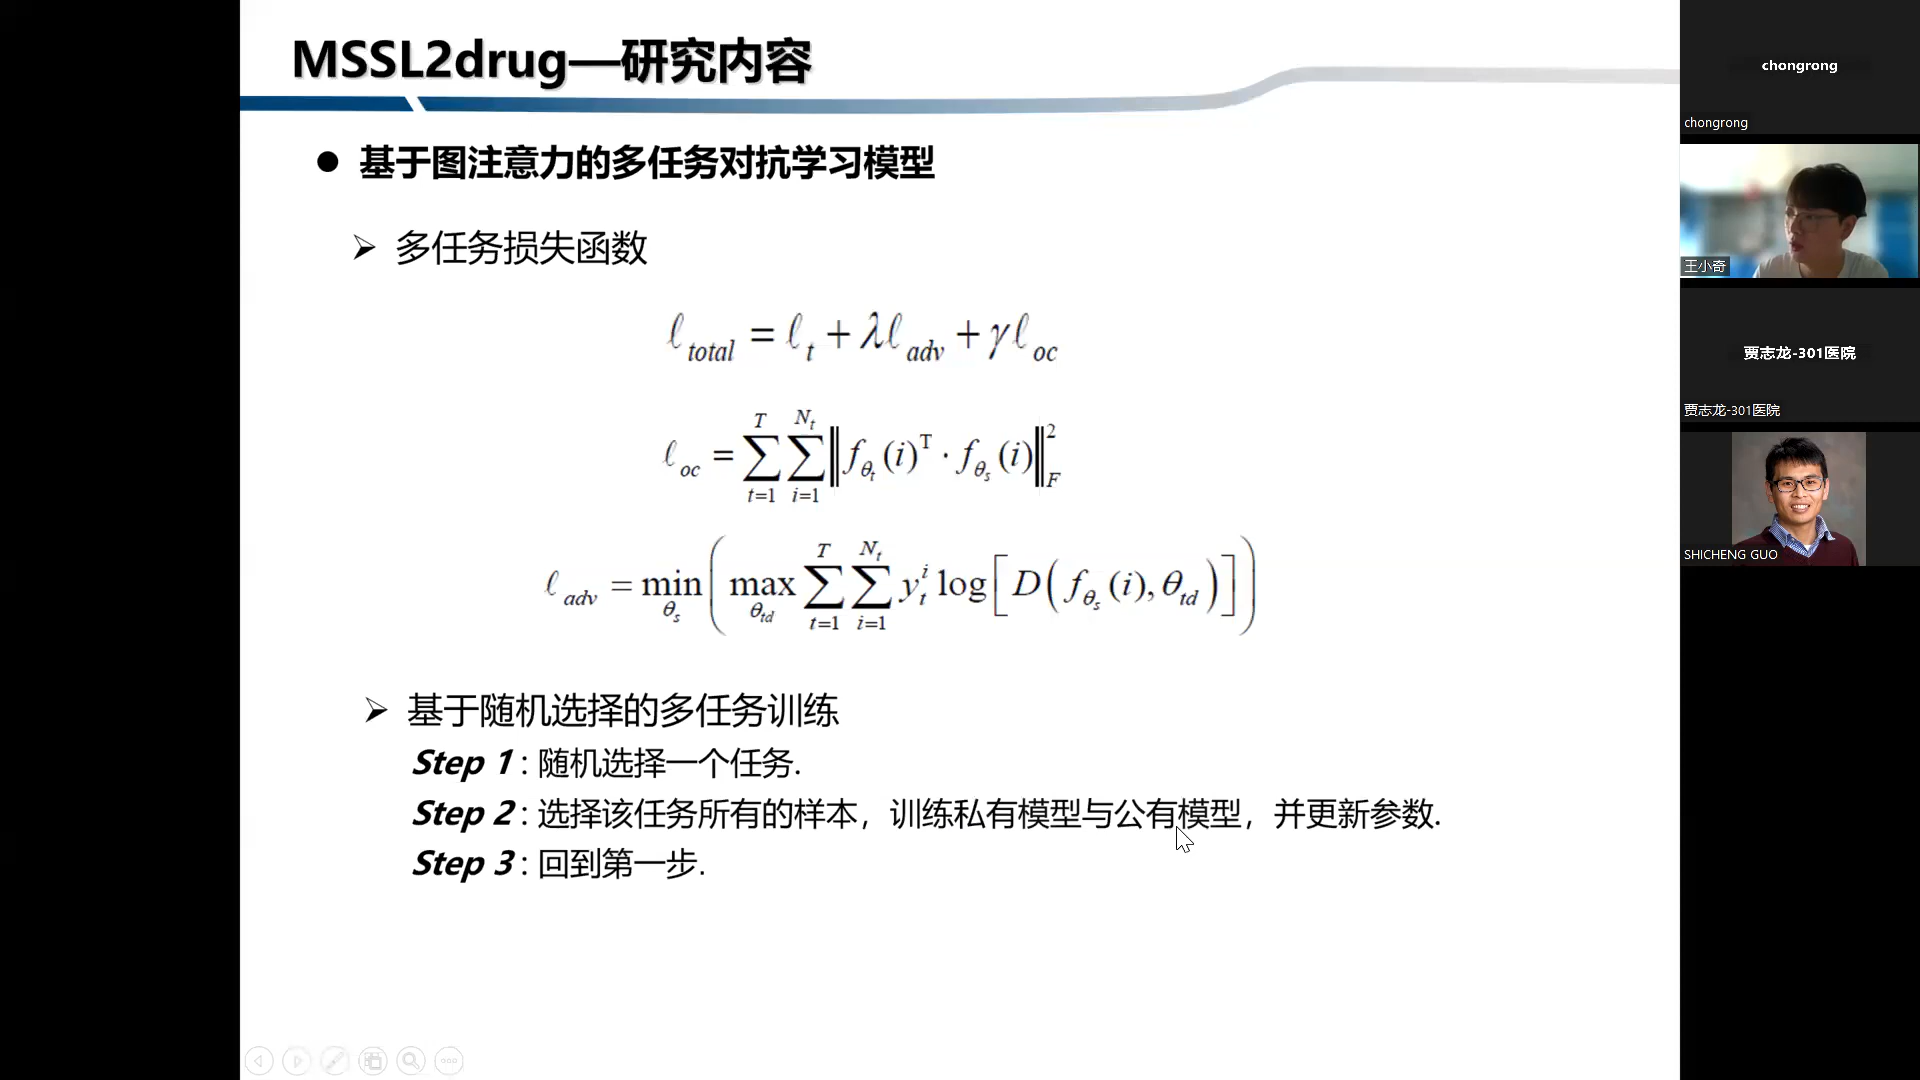 MSSL2drug—研究内容
● 基于图注意力的多任务对抗学习模型
➢ 多任务损失函数
ℓ_total = ℓ_t + λℓ_adv + γℓ_oc
ℓ_oc = ∑_{t=1}^{T} ∑_{i=1}^{N_t} ‖f_{θ_t}(i)^T · f_{θ_s}(i)‖_F^2
ℓ_adv = min_{θ_s} ( max_{θ_td} ∑_{t=1}^{T} ∑_{i=1}^{N_t} y_t^i log[ D( f_{θ_s}(i), θ_td ) ] )
➢ 基于随机选择的多任务训练
Step 1 : 随机选择一个任务.
Step 2 : 选择该任务所有的样本，训练私有模型与公有模型，并更新参数.
Step 3 : 回到第一步.
chongrong
chongrong
王小奇
贾志龙-301医院
贾志龙-301医院
SHICHENG GUO